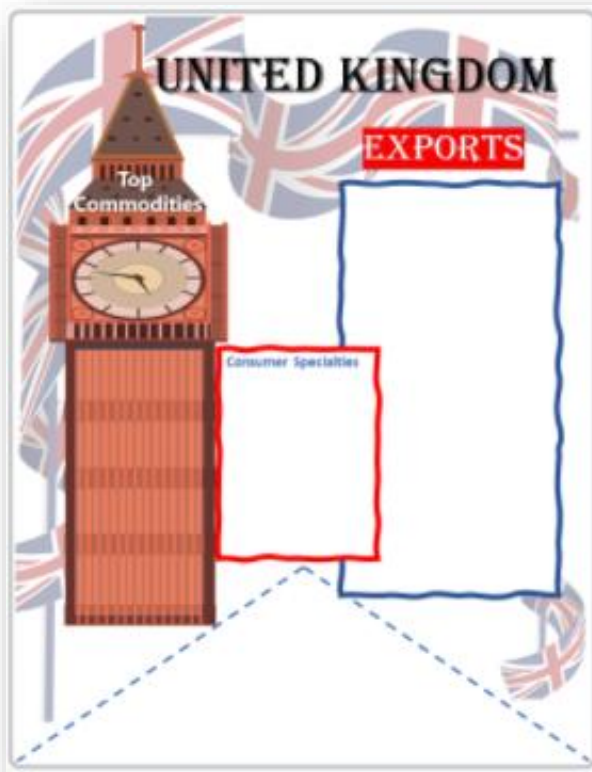 UNITED KINGDOM
EXPORTS
Top
Commodities
Consumer Specialties